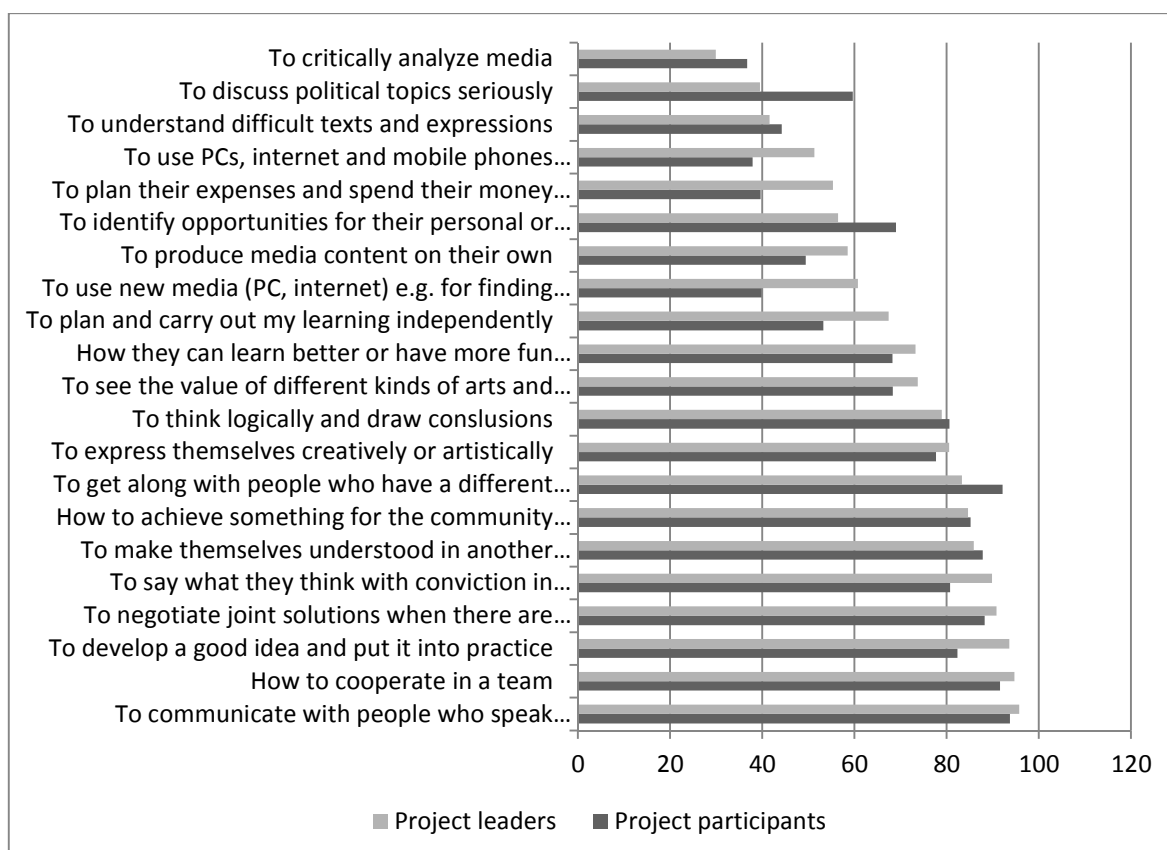 To critically analyze media
To discuss political topics seriously
To understand difficult texts and expressions
To use PCs, internet and mobile phones…
To plan their expenses and spend their money…
To identify opportunities for their personal or…
To produce media content on their own
To use new media (PC, internet) e.g. for finding…
To plan and carry out my learning independently
How they can learn better or have more fun…
To see the value of different kinds of arts and…
To think logically and draw conslusions
To express themselves creatively or artistically
To get along with people who have a different…
How to achieve something for the community…
To make themselves understood in another…
To say what they think with conviction in…
To negotiate joint solutions when there are…
To develop a good idea and put it into practice
How to cooperate in a team
To communicate with people who speak…
0 20 40 60 80 100 120
Project leaders Project participants